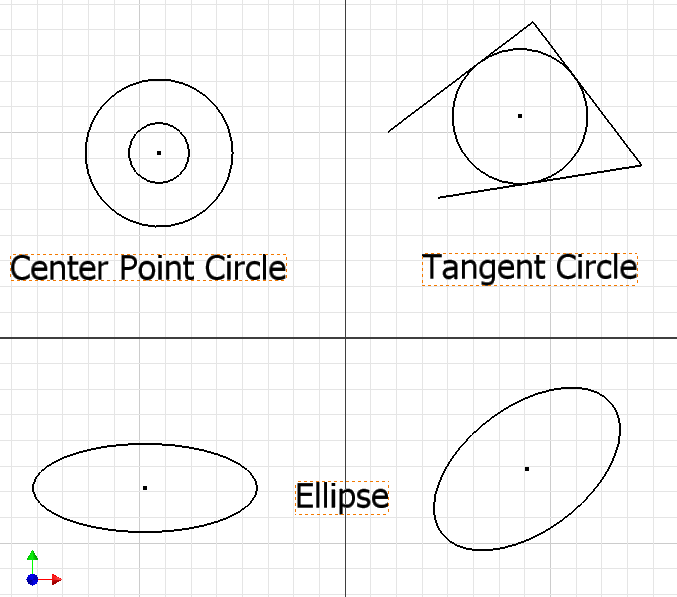 Center Point Circle
Tangent Circle
Ellipse